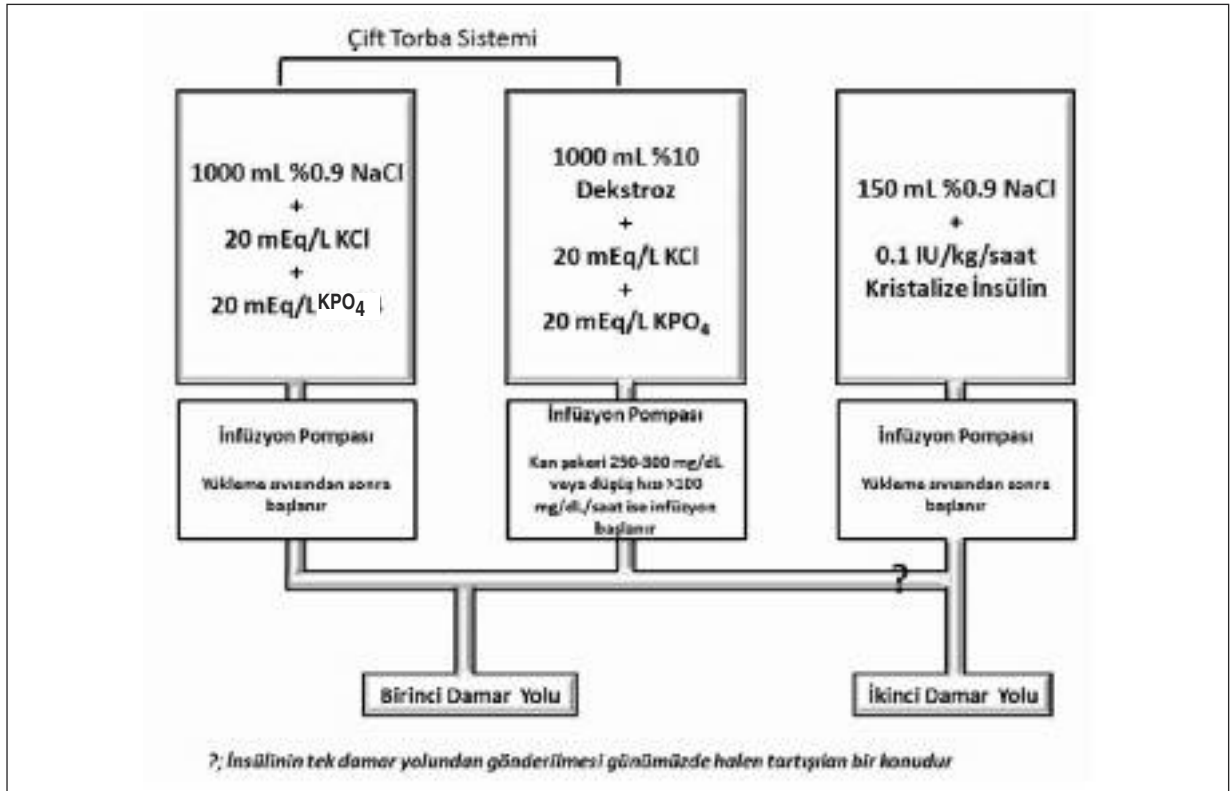 Çift Torba Sistemi
1000 mL %0.9 NaCl
+
20 mEq/L KCl
+
20 mEq/L KPO4
1000 mL %10
Dekstroz
+
20 mEq/L KCl
+
20 mEq/L KPO4
150 mL %0.9 NaCl
+
0.1 IU/kg/saat
Kristalize İnsülin
İnfüzyon Pompası
Yükleme sıvısından sonra
başlanır
İnfüzyon Pompası
Kan şekeri 250-300 mg/dL
veya düşüş hızı >100
mg/dL/saat ise infüzyon
başlanır
İnfüzyon Pompası
Yükleme sıvısından sonra
başlanır
?
Birinci Damar Yolu
İkinci Damar Yolu
?; İnsülinin tek damar yolundan gönderilmesi günümüzde halen tartışılan bir konudur